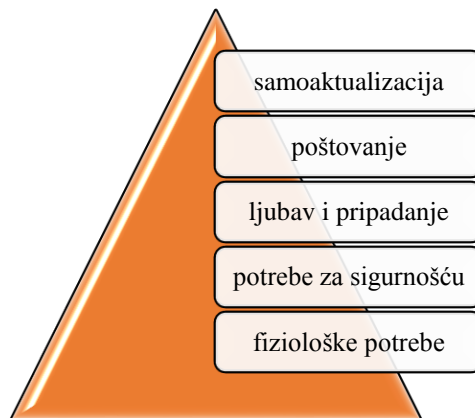 samoaktualizacija
poštovanje
ljubav i pripadanje
potrebe za sigurnošću
fiziološke potrebe